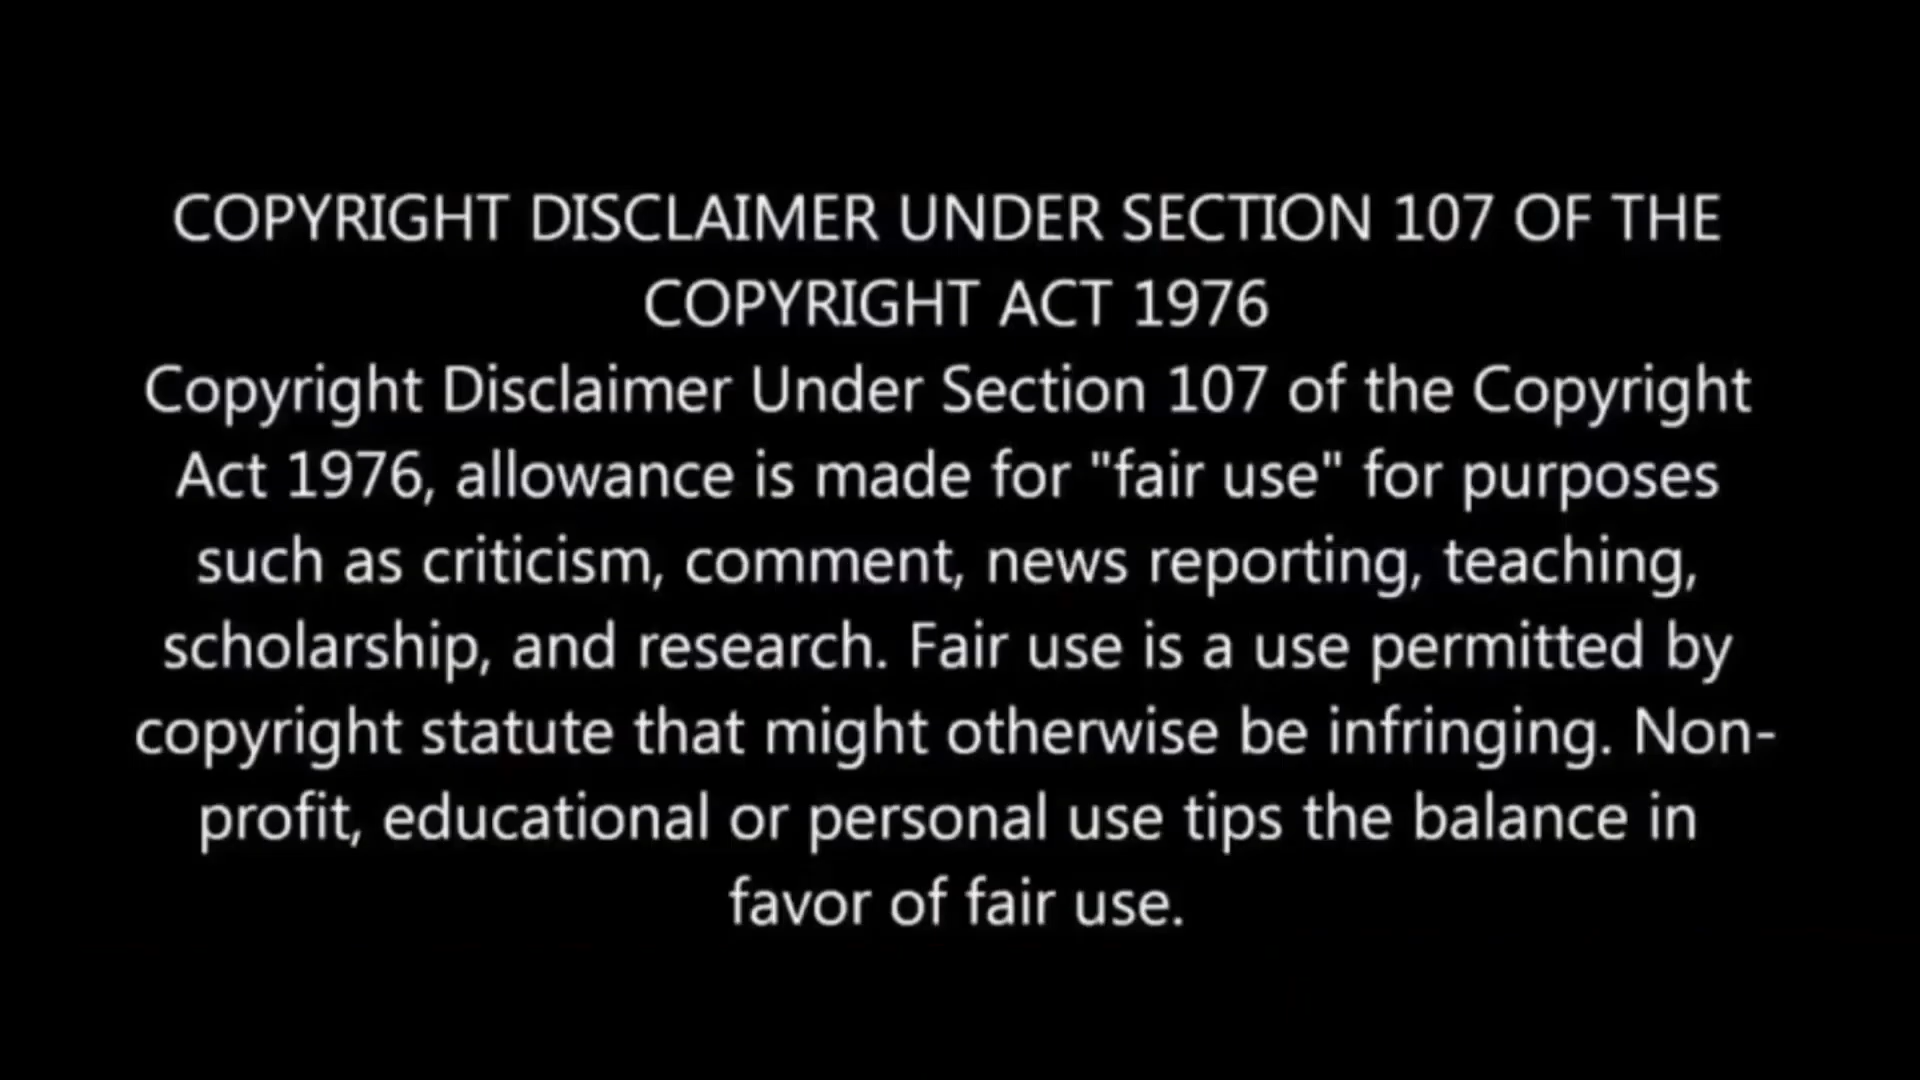 COPYRIGHT DISCLAIMER UNDER SECTION 107 OF THE
COPYRIGHT ACT 1976
Copyright Disclaimer Under Section 107 of the Copyright
Act 1976, allowance is made for "fair use" for purposes
such as criticism, comment, news reporting, teaching,
scholarship, and research. Fair use is a use permitted by
copyright statute that might otherwise be infringing. Non-
profit, educational or personal use tips the balance in
favor of fair use.